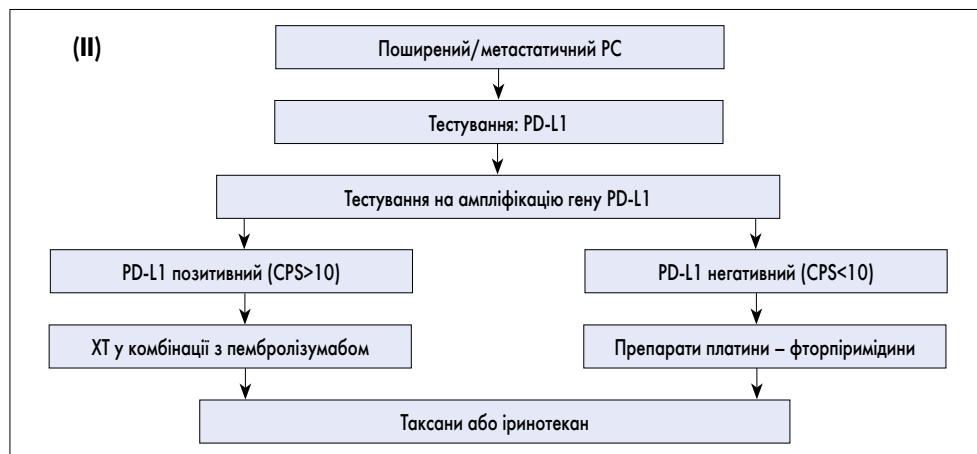 (II)
Поширений/метастатичний РС
Тестування: PD-L1
Тестування на ампліфікацію гену PD-L1
PD-L1 позитивний (CPS>10)
PD-L1 негативний (CPS<10)
ХТ у комбінації з пембролізумабом
Препарати платини – фторпіримідини
Таксани або іринотекан